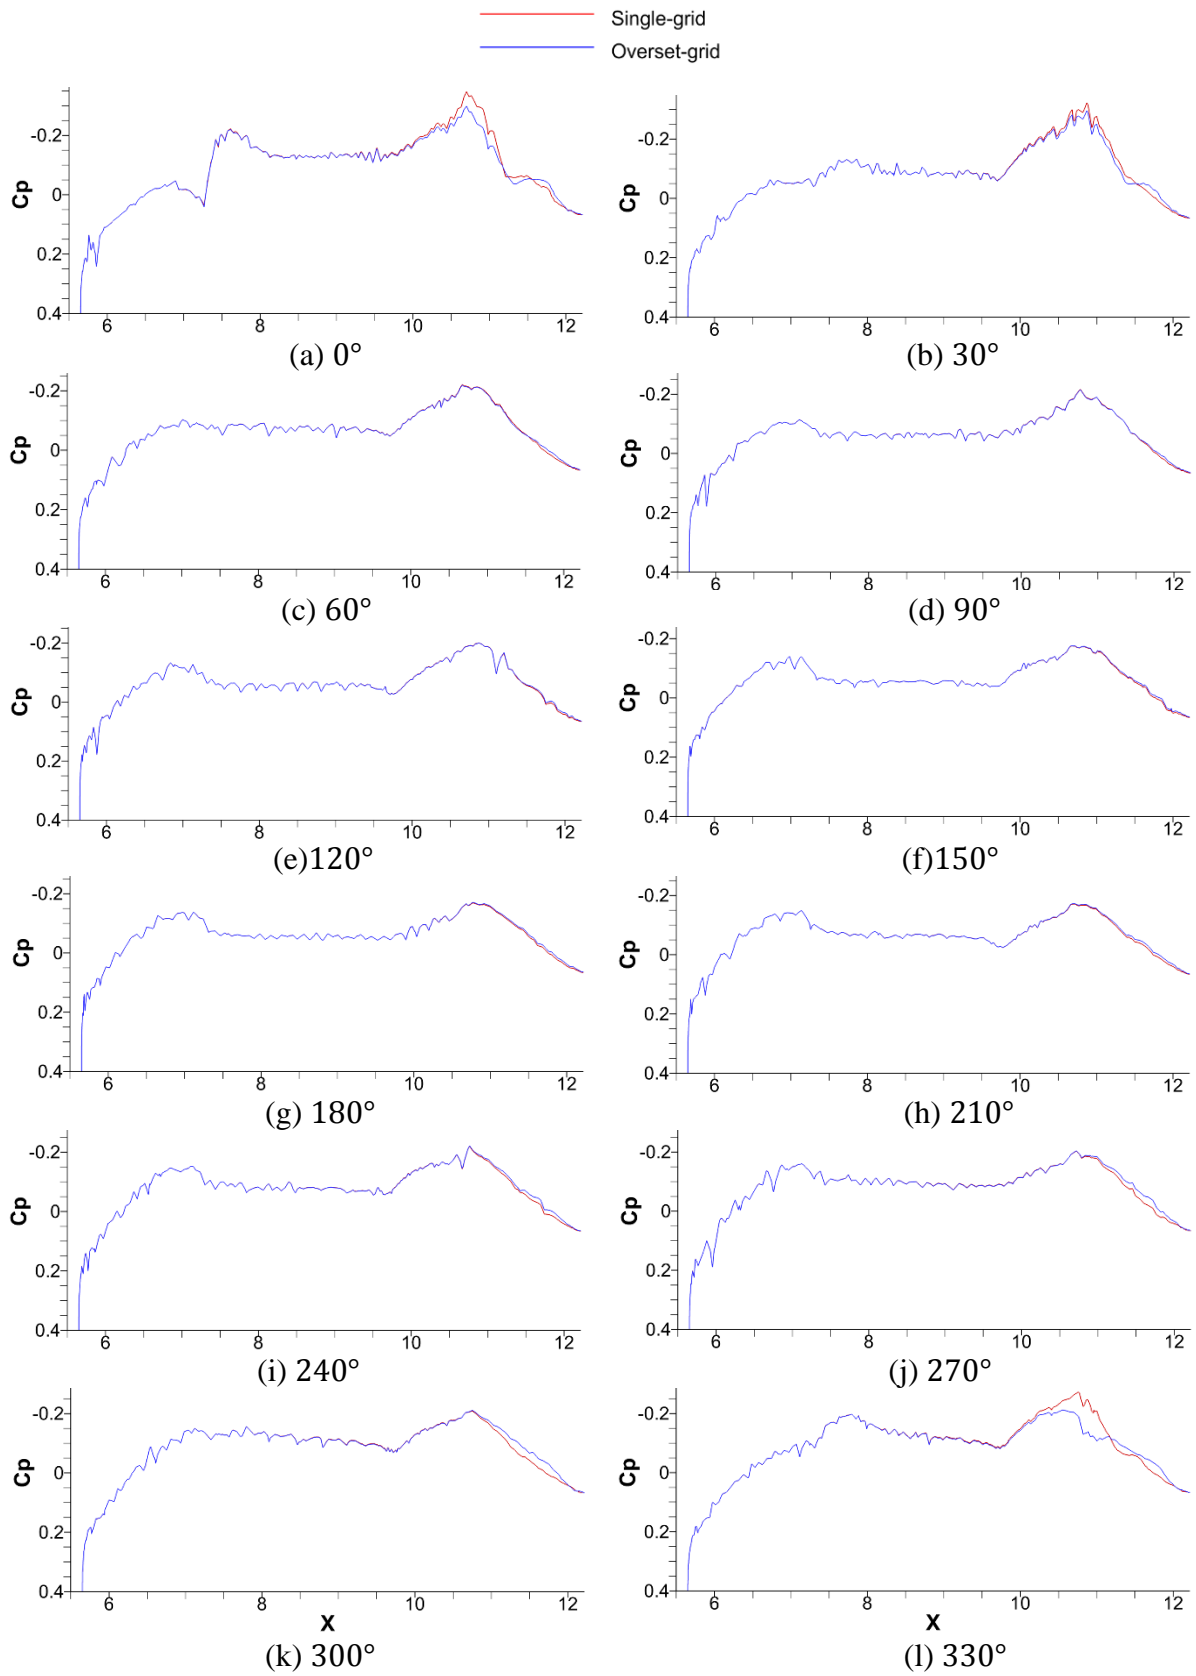 Single-grid
Overset-grid
Cp
-0.2
0
0.2
0.4
6 8 10 12
(a) 0°
Cp
-0.2
0
0.2
0.4
6 8 10 12
(b) 30°
Cp
-0.2
0
0.2
0.4
6 8 10 12
(c) 60°
Cp
-0.2
0
0.2
0.4
6 8 10 12
(d) 90°
Cp
-0.2
0
0.2
0.4
6 8 10 12
(e)120°
Cp
-0.2
0
0.2
0.4
6 8 10 12
(f)150°
Cp
-0.2
0
0.2
0.4
6 8 10 12
(g) 180°
Cp
-0.2
0
0.2
0.4
6 8 10 12
(h) 210°
Cp
-0.2
0
0.2
0.4
6 8 10 12
(i) 240°
Cp
-0.2
0
0.2
0.4
6 8 10 12
(j) 270°
Cp
-0.2
0
0.2
0.4
6 8 10 12
X
(k) 300°
Cp
-0.2
0
0.2
0.4
6 8 10 12
X
(l) 330°